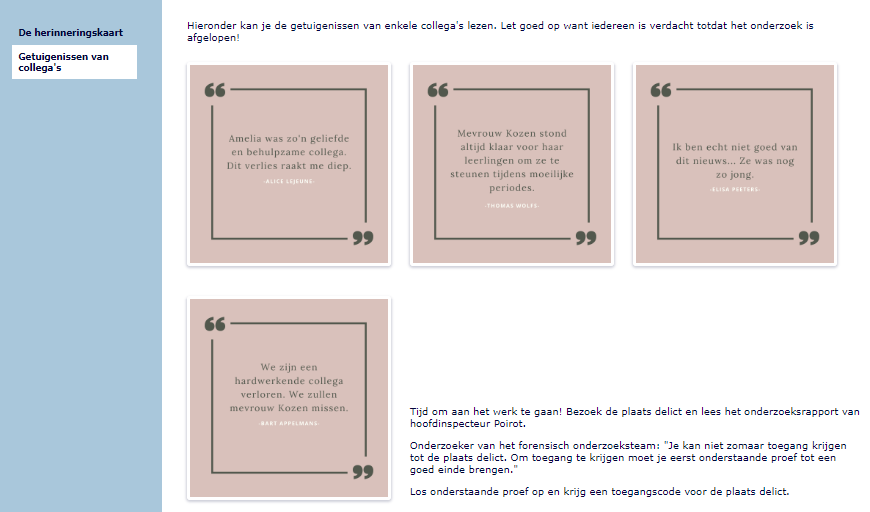 De herinneringskaart
Getuigenissen van
collega's
Hieronder kan je de getuigenissen van enkele collega's lezen. Let goed op want iedereen is verdacht totdat het onderzoek is
afgelopen!
Amelia was zo'n geliefde
en behulpzame collega.
Dit verlies raakt me diep.
-ALICE LEJEUNE-
Mevrouw Kozen stond
altijd klaar voor haar
leerlingen om ze te
steunen tijdens moeilijke
periodes.
-THOMAS WOLFS-
Ik ben echt niet goed van
dit nieuws... Ze was nog
zo jong.
-ELISA PEETERS-
We zijn een
hardwerkende collega
verloren. We zullen
mevrouw Kozen missen.
-BART APPELMANS-
Tijd om aan het werk te gaan! Bezoek de plaats delict en lees het onderzoeksrapport van
hoofdinspecteur Poirot.
Onderzoeker van het forensisch onderzoeksteam: "Je kan niet zomaar toegang krijgen
tot de plaats delict. Om toegang te krijgen moet je eerst onderstaande proef tot een
goed einde brengen."
Los onderstaande proef op en krijg een toegangscode voor de plaats delict.